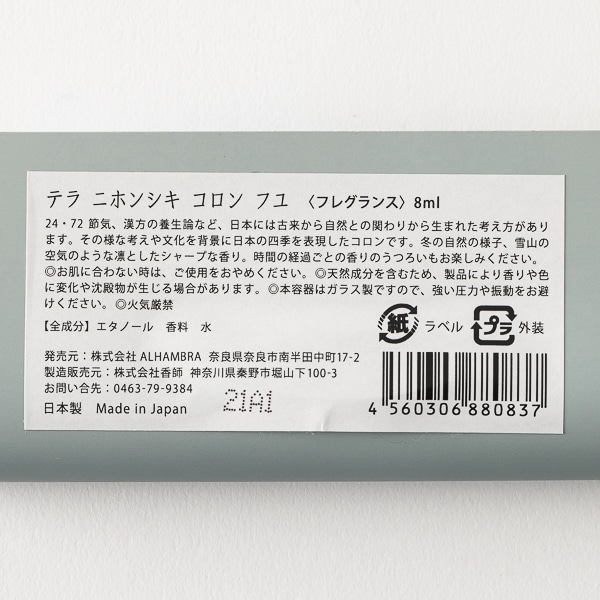 テラ ニホンシキ コロン フユ 〈フレグランス〉8ml
24・72 節気、漢方の養生論など、日本には古来から自然との関わりから生まれた考え方があり
ます。その様な考えや文化を背景に日本の四季を表現したコロンです。冬の自然の様子、雪山の
空気のような凛としたシャープな香り。時間の経過ごとの香りのうつろいもお楽しみください。
◎お肌に合わない時は、ご使用をおやめください。◎天然成分を含むため、製品により香りや色
に変化や沈殿物が生じる場合があります。◎本容器はガラス製ですので、強い圧力や振動をお避
けください。◎火気厳禁
【全成分】エタノール 香料 水
紙 ラベル プラ 外装
発売元:株式会社 ALHAMBRA 奈良県奈良市南半田中町17-2
製造販売元:株式会社香師 神奈川県秦野市堀山下100-3
お問い合先:0463-79-9384
日本製 Made in Japan
21A1
4 560306 880837